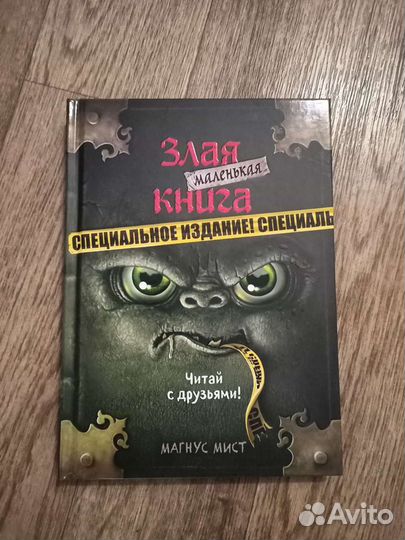 Злая
маленькая
книга
СПЕЦИАЛЬНОЕ ИЗДАНИЕ! СПЕЦИАЛЬ
Читай
с друзьями!
МАГНУС МИСТ
Avito